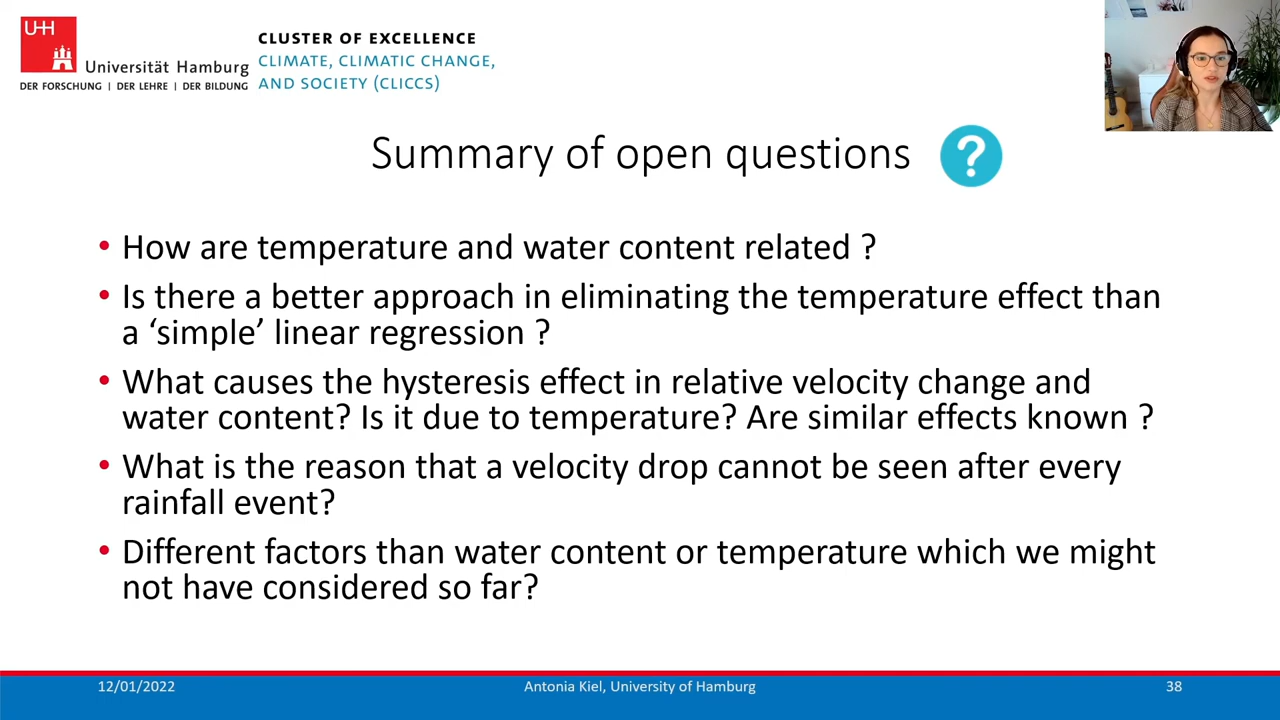 UHH
Universität Hamburg
DER FORSCHUNG | DER LEHRE | DER BILDUNG
CLUSTER OF EXCELLENCE
CLIMATE, CLIMATIC CHANGE,
AND SOCIETY (CLICCS)
Summary of open questions ?
• How are temperature and water content related ?
• Is there a better approach in eliminating the temperature effect than
a ‘simple’ linear regression ?
• What causes the hysteresis effect in relative velocity change and
water content? Is it due to temperature? Are similar effects known ?
• What is the reason that a velocity drop cannot be seen after every
rainfall event?
• Different factors than water content or temperature which we might
not have considered so far?
12/01/2022
Antonia Kiel, University of Hamburg
38